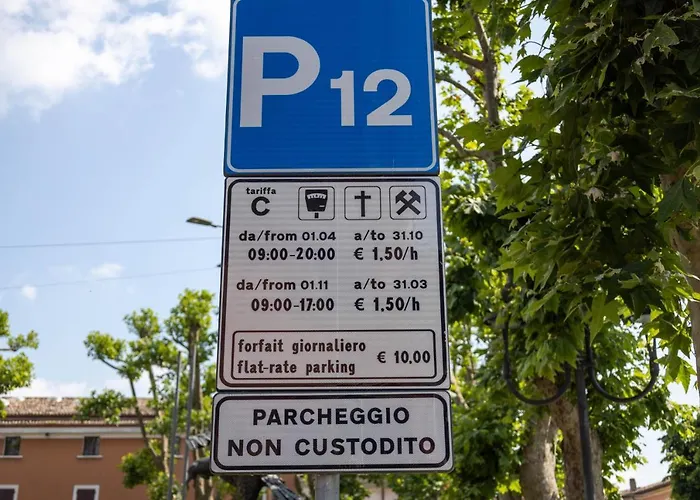 P 12
tariffa
C
da/from 01.04 a/to 31.10
09:00-20:00 € 1,50/h
da/from 01.11 a/to 31.03
09:00-17:00 € 1,50/h
forfait giornaliero
flat-rate parking € 10,00
PARCHEGGIO
NON CUSTODITO